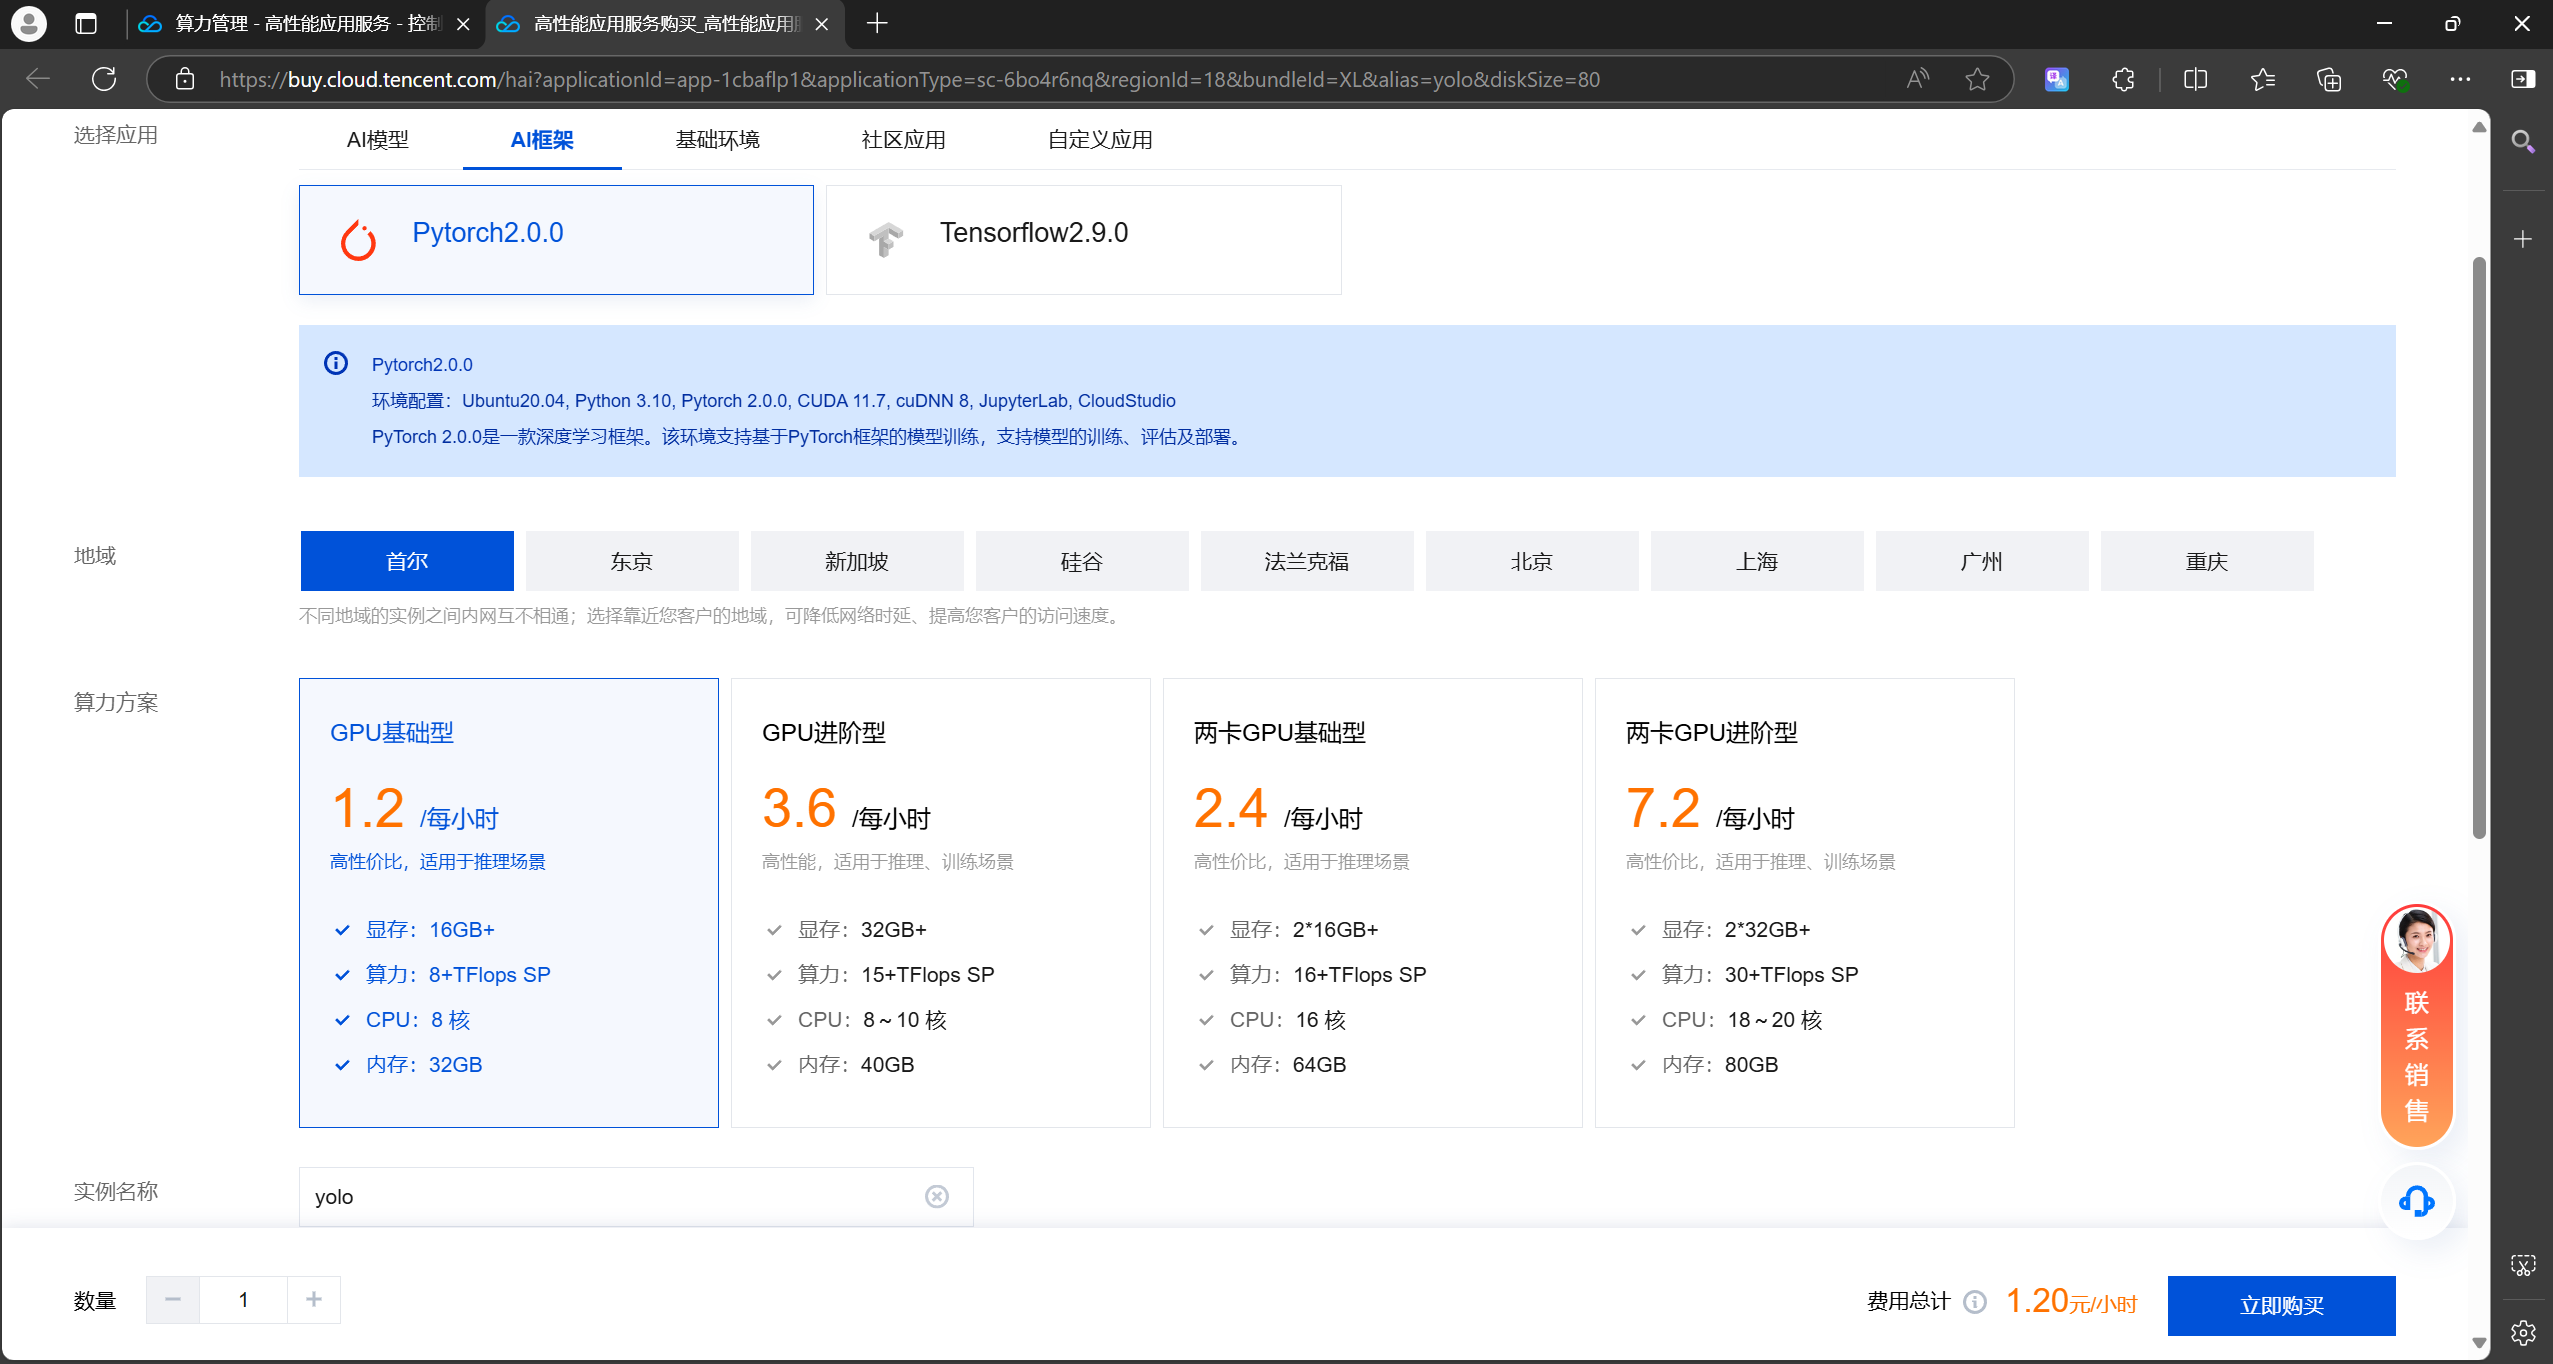 算力管理 - 高性能应用服务 - 控制
高性能应用服务购买_高性能应用服
https://buy.cloud.tencent.com/hai?applicationId=app-1cbaflp1&applicationType=sc-6bo4r6nq&regionId=18&bundleId=XL&alias=yolo&diskSize=80
选择应用
AI模型
AI框架
基础环境
社区应用
自定义应用
Pytorch2.0.0
Tensorflow2.9.0
Pytorch2.0.0
环境配置：Ubuntu20.04, Python 3.10, Pytorch 2.0.0, CUDA 11.7, cuDNN 8, JupyterLab, CloudStudio
PyTorch 2.0.0是一款深度学习框架。该环境支持基于PyTorch框架的模型训练，支持模型的训练、评估及部署。
地域
首尔
东京
新加坡
硅谷
法兰克福
北京
上海
广州
重庆
不同地域的实例之间内网互不相通；选择靠近您客户的地域，可降低网络时延、提高您客户的访问速度。
算力方案
GPU基础型
1.2 /每小时
高性价比，适用于推理场景
显存：16GB+
算力：8+TFlops SP
CPU：8 核
内存：32GB
GPU进阶型
3.6 /每小时
高性能，适用于推理、训练场景
显存：32GB+
算力：15+TFlops SP
CPU：8～10 核
内存：40GB
两卡GPU基础型
2.4 /每小时
高性价比，适用于推理场景
显存：2*16GB+
算力：16+TFlops SP
CPU：16 核
内存：64GB
两卡GPU进阶型
7.2 /每小时
高性价比，适用于推理、训练场景
显存：2*32GB+
算力：30+TFlops SP
CPU：18～20 核
内存：80GB
联系销售
实例名称
yolo
数量
1
费用总计
1.20元/小时
立即购买